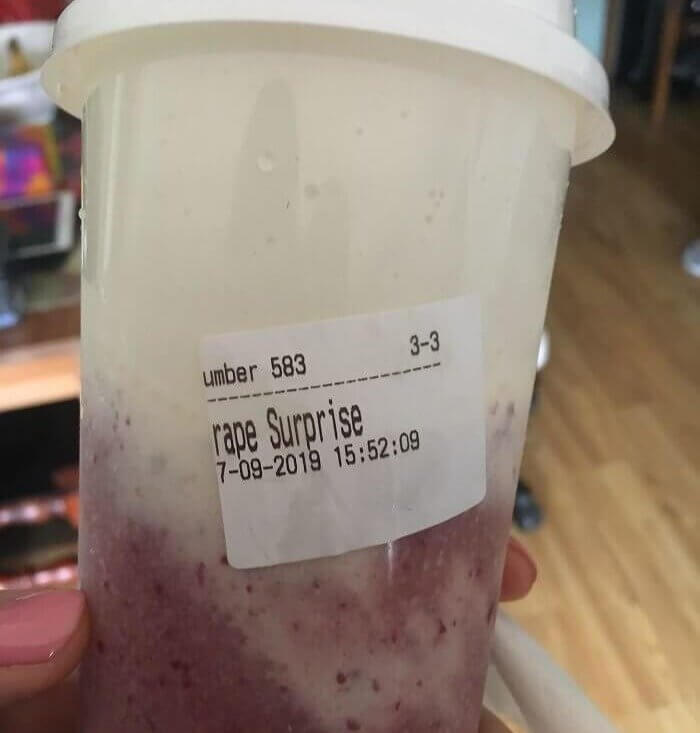 umber 583 3-3
rape Surprise
7-09-2019 15:52:09